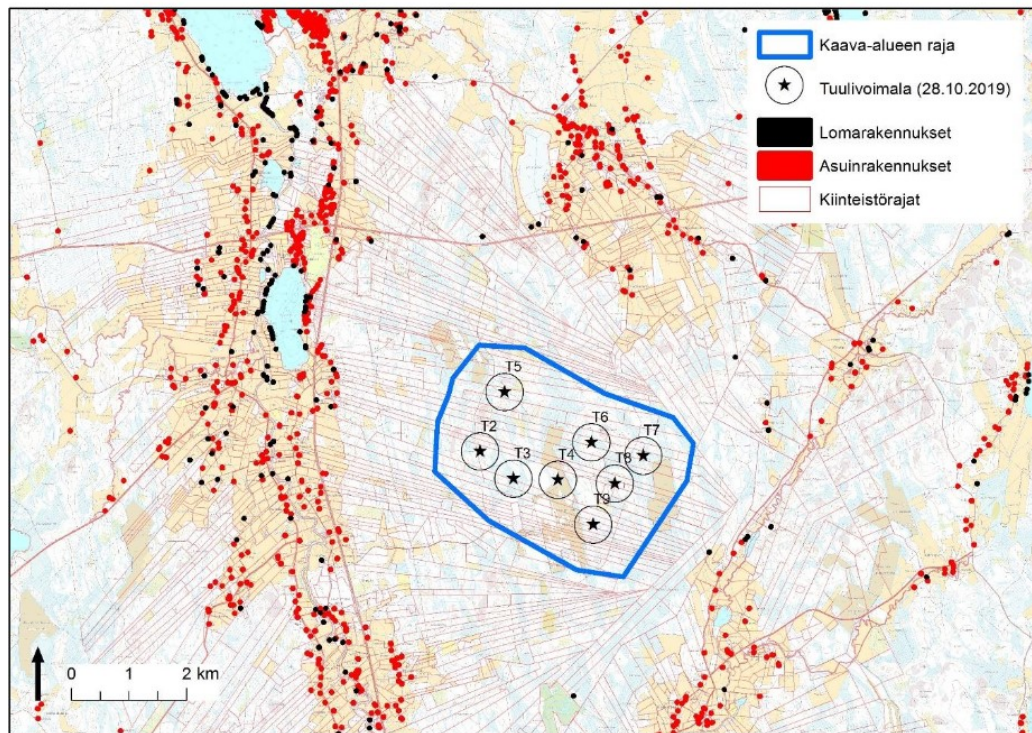 Kaava-alueen raja
Tuulivoimala (28.10.2019)
Lomarakennukset
Asuinrakennukset
Kiinteistörajat
T5
T6
T2
T7
T3
T4
T8
T9
0 1 2 km